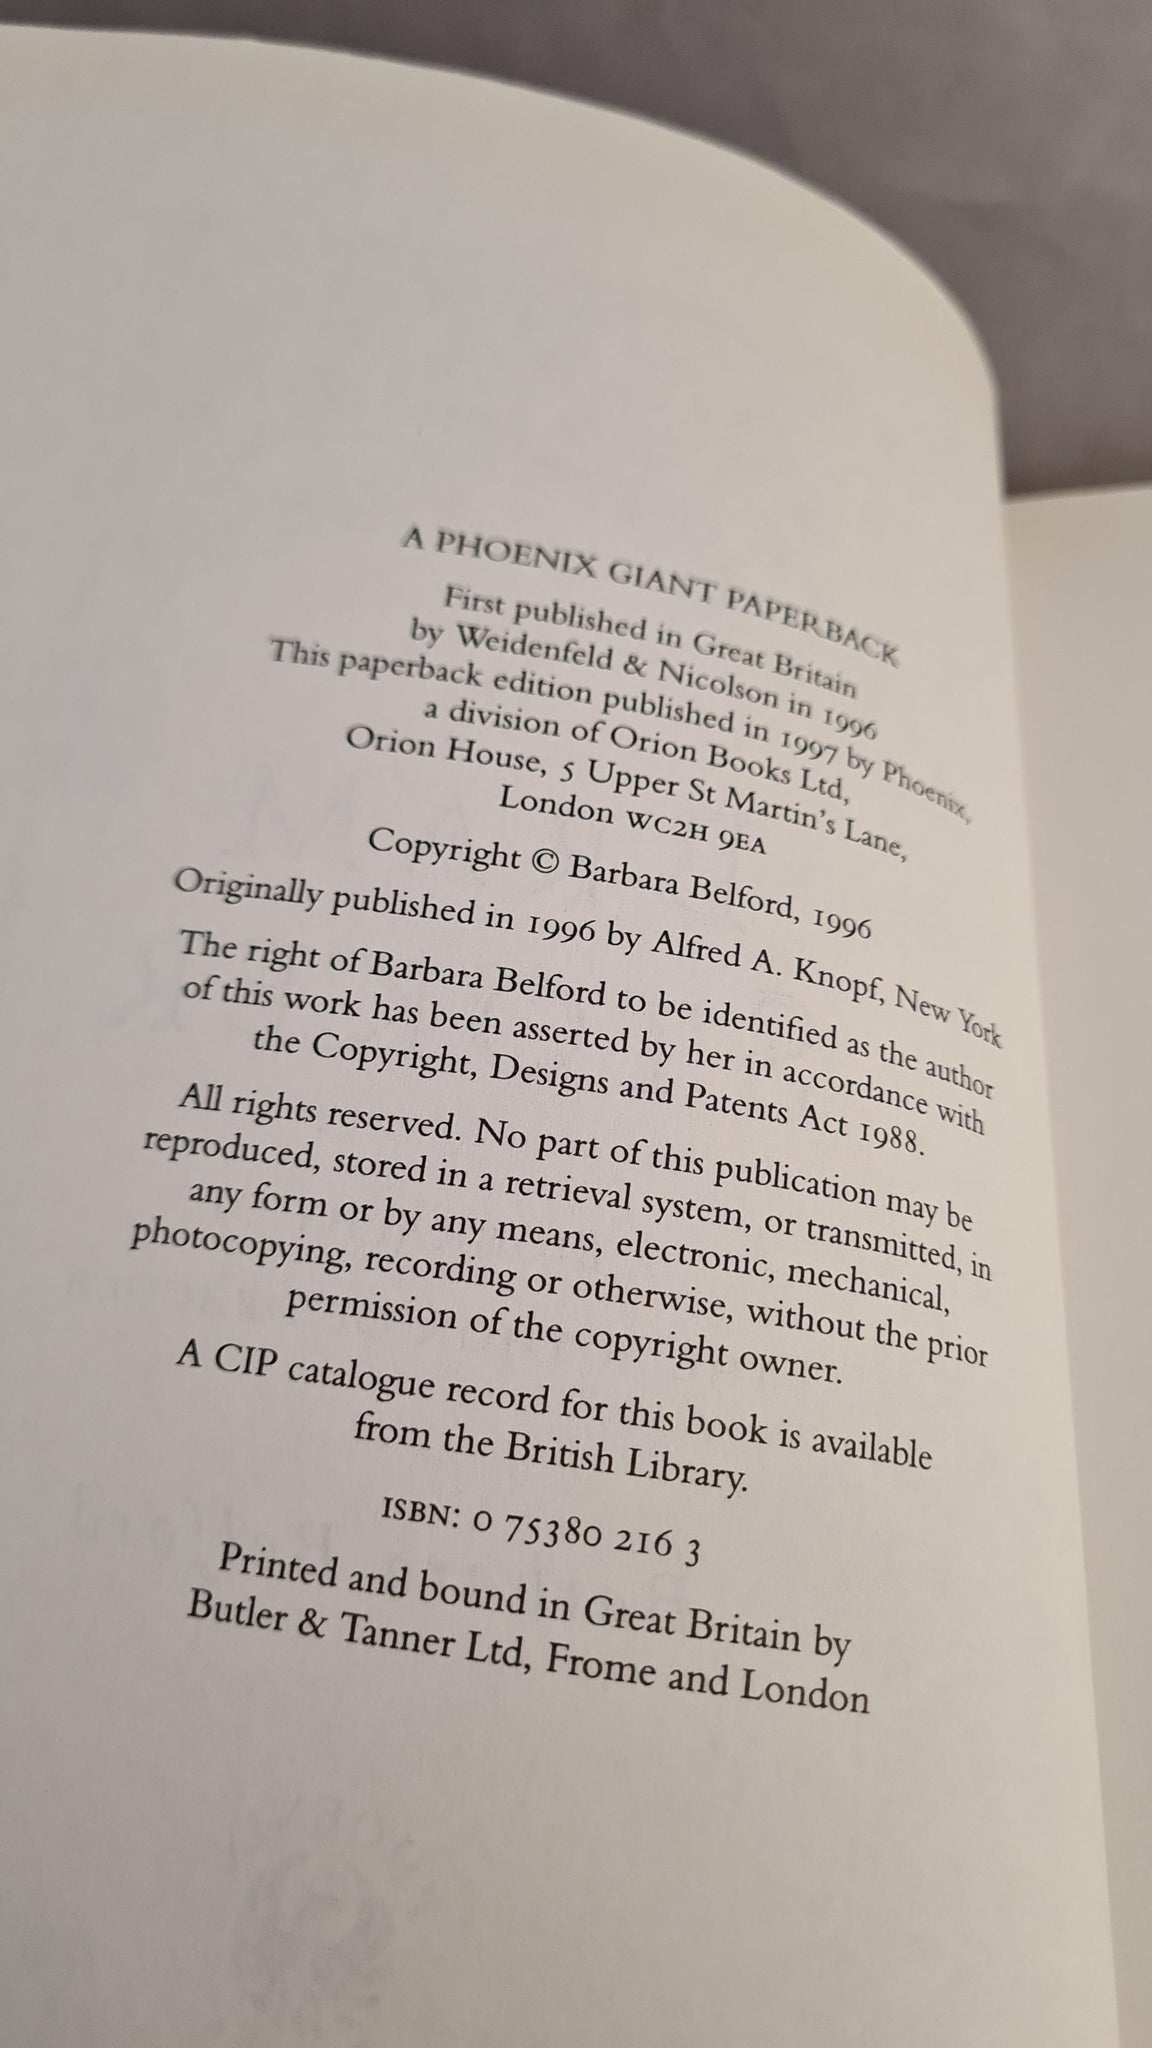 A PHOENIX GIANT PAPERBACK
First published in Great Britain
by Weidenfeld & Nicolson in 1996
This paperback edition published in 1997 by Phoenix,
a division of Orion Books Ltd,
Orion House, 5 Upper St Martin's Lane,
London WC2H 9EA
Copyright © Barbara Belford, 1996
Originally published in 1996 by Alfred A. Knopf, New York
The right of Barbara Belford to be identified as the author
of this work has been asserted by her in accordance with
the Copyright, Designs and Patents Act 1988.
All rights reserved. No part of this publication may be
reproduced, stored in a retrieval system, or transmitted, in
any form or by any means, electronic, mechanical,
photocopying, recording or otherwise, without the prior
permission of the copyright owner.
A CIP catalogue record for this book is available
from the British Library.
ISBN: 0 75380 216 3
Printed and bound in Great Britain by
Butler & Tanner Ltd, Frome and London